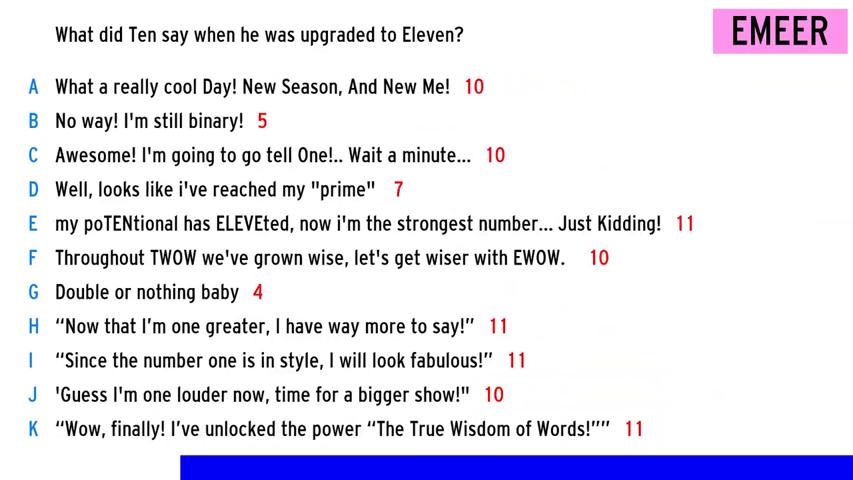 What did Ten say when he was upgraded to Eleven?
EMEER
A What a really cool Day! New Season, And New Me! 10
B No way! I'm still binary! 5
C Awesome! I'm going to go tell One!.. Wait a minute... 10
D Well, looks like i've reached my "prime" 7
E my poTENtional has ELEVEted, now i'm the strongest number... Just Kidding! 11
F Throughout TWOW we've grown wise, let's get wiser with EWOW. 10
G Double or nothing baby 4
H “Now that I’m one greater, I have way more to say!” 11
I “Since the number one is in style, I will look fabulous!” 11
J 'Guess I'm one louder now, time for a bigger show!" 10
K “Wow, finally! I’ve unlocked the power “The True Wisdom of Words!”” 11